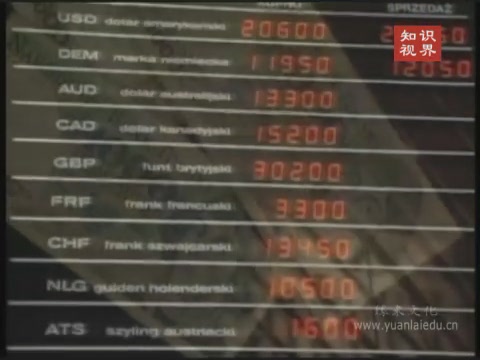 SPRZEDAŻ
USD dolar amerykański 20600
DEM marka niemiecka 11950 12050
AUD dolar australijski 13300
CAD dolar kanadyjski 15200
GBP funt brytyjski 30200
FRF frank francuski 3300
CHF frank szwajcarski 13450
NLG gulden holenderski 10500
ATS szyling austriacki 1600
知识
视界
www.yuanlaiedu.cn